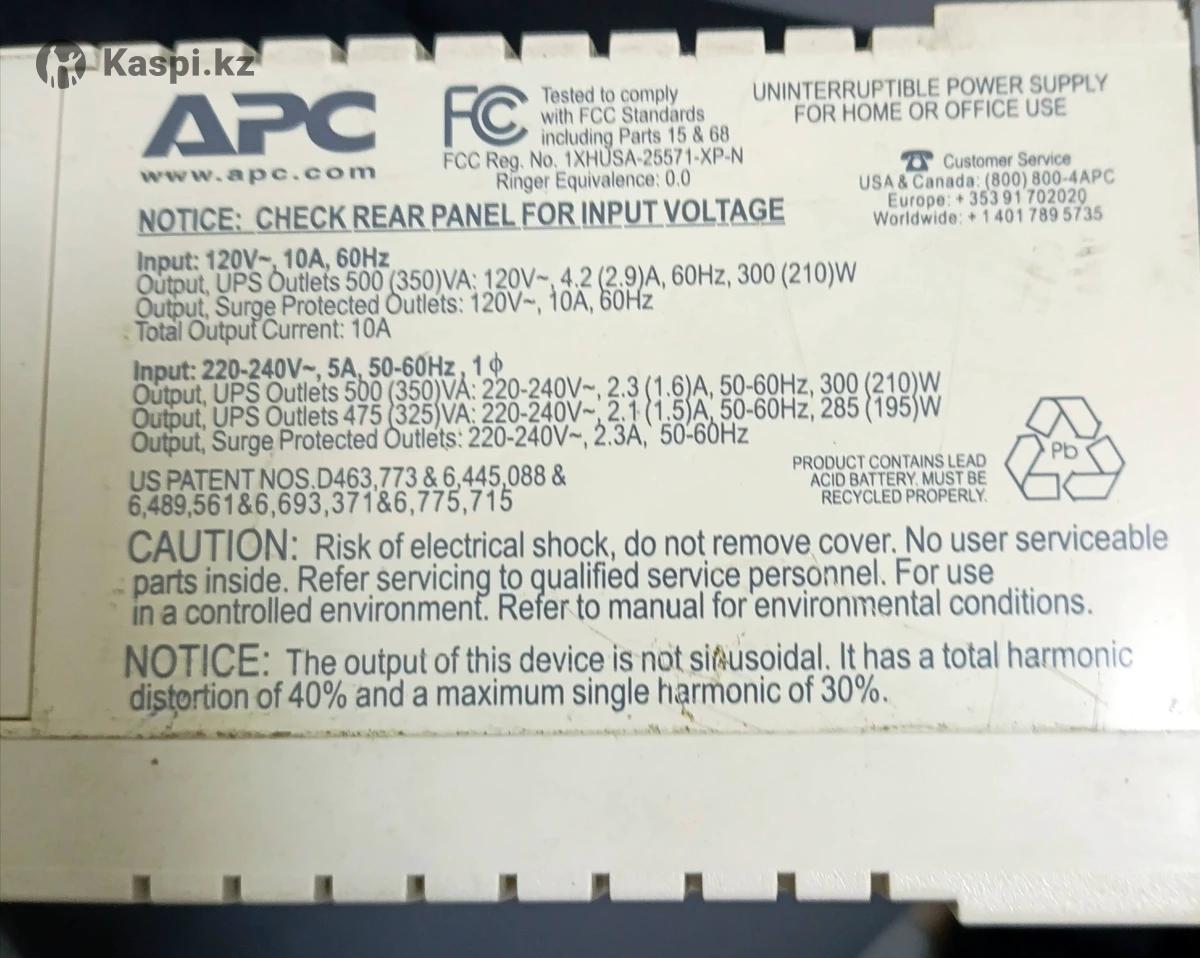 Kaspi.kz
APC
www.apc.com
FC
Tested to comply
with FCC Standards
including Parts 15 & 68
FCC Reg. No. 1XHUSA-25571-XP-N
Ringer Equivalence: 0.0
UNINTERRUPTIBLE POWER SUPPLY
FOR HOME OR OFFICE USE
Customer Service
USA & Canada: (800) 800-4APC
Europe: + 353 91 702020
Worldwide: + 1 401 789 5735
NOTICE: CHECK REAR PANEL FOR INPUT VOLTAGE
Input: 120V~, 10A, 60Hz
Output, UPS Outlets 500 (350)VA: 120V~, 4.2 (2.9)A, 60Hz, 300 (210)W
Output, Surge Protected Outlets: 120V~, 10A, 60Hz
Total Output Current: 10A
Input: 220-240V~, 5A, 50-60Hz , 1 ϕ
Output, UPS Outlets 500 (350)VA: 220-240V~, 2.3 (1.6)A, 50-60Hz, 300 (210)W
Output, UPS Outlets 475 (325)VA: 220-240V~, 2.1 (1.5)A, 50-60Hz, 285 (195)W
Output, Surge Protected Outlets: 220-240V~, 2.3A, 50-60Hz
US PATENT NOS.D463,773 & 6,445,088 &
6,489,561&6,693,371&6,775,715
PRODUCT CONTAINS LEAD
ACID BATTERY. MUST BE
RECYCLED PROPERLY.
Pb
CAUTION: Risk of electrical shock, do not remove cover. No user serviceable
parts inside. Refer servicing to qualified service personnel. For use
in a controlled environment. Refer to manual for environmental conditions.
NOTICE: The output of this device is not sinusoidal. It has a total harmonic
distortion of 40% and a maximum single harmonic of 30%.